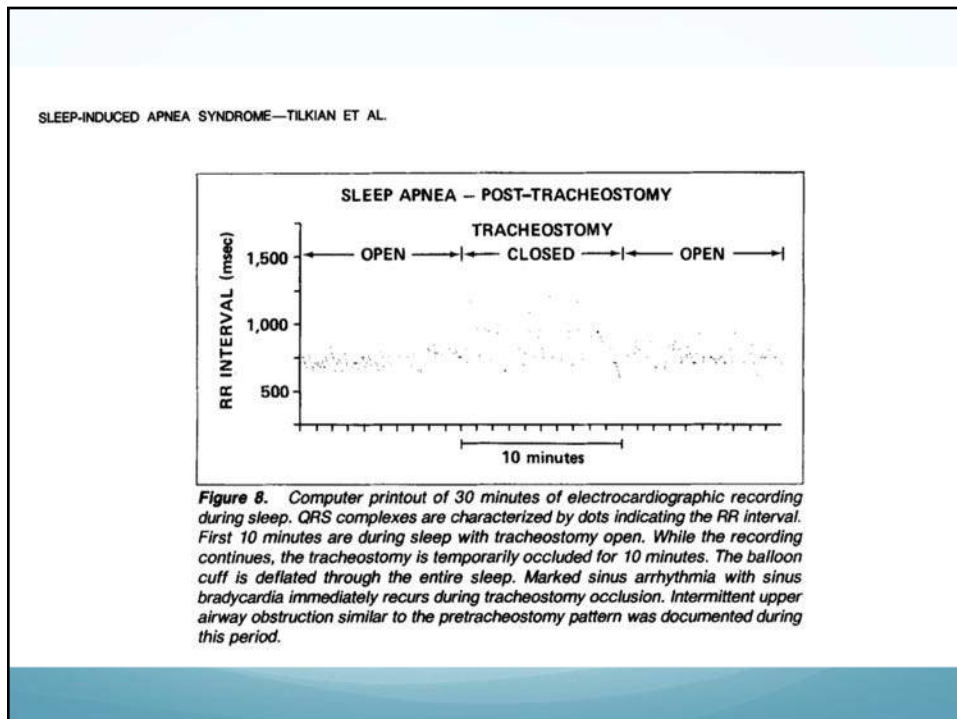 SLEEP-INDUCED APNEA SYNDROME—TILKIAN ET AL.
SLEEP APNEA – POST-TRACHEOSTOMY
TRACHEOSTOMY
OPEN CLOSED OPEN
RR INTERVAL (msec)
1,500
1,000
500
10 minutes
Figure 8. Computer printout of 30 minutes of electrocardiographic recording
during sleep. QRS complexes are characterized by dots indicating the RR interval.
First 10 minutes are during sleep with tracheostomy open. While the recording
continues, the tracheostomy is temporarily occluded for 10 minutes. The balloon
cuff is deflated through the entire sleep. Marked sinus arrhythmia with sinus
bradycardia immediately recurs during tracheostomy occlusion. Intermittent upper
airway obstruction similar to the pretracheostomy pattern was documented during
this period.